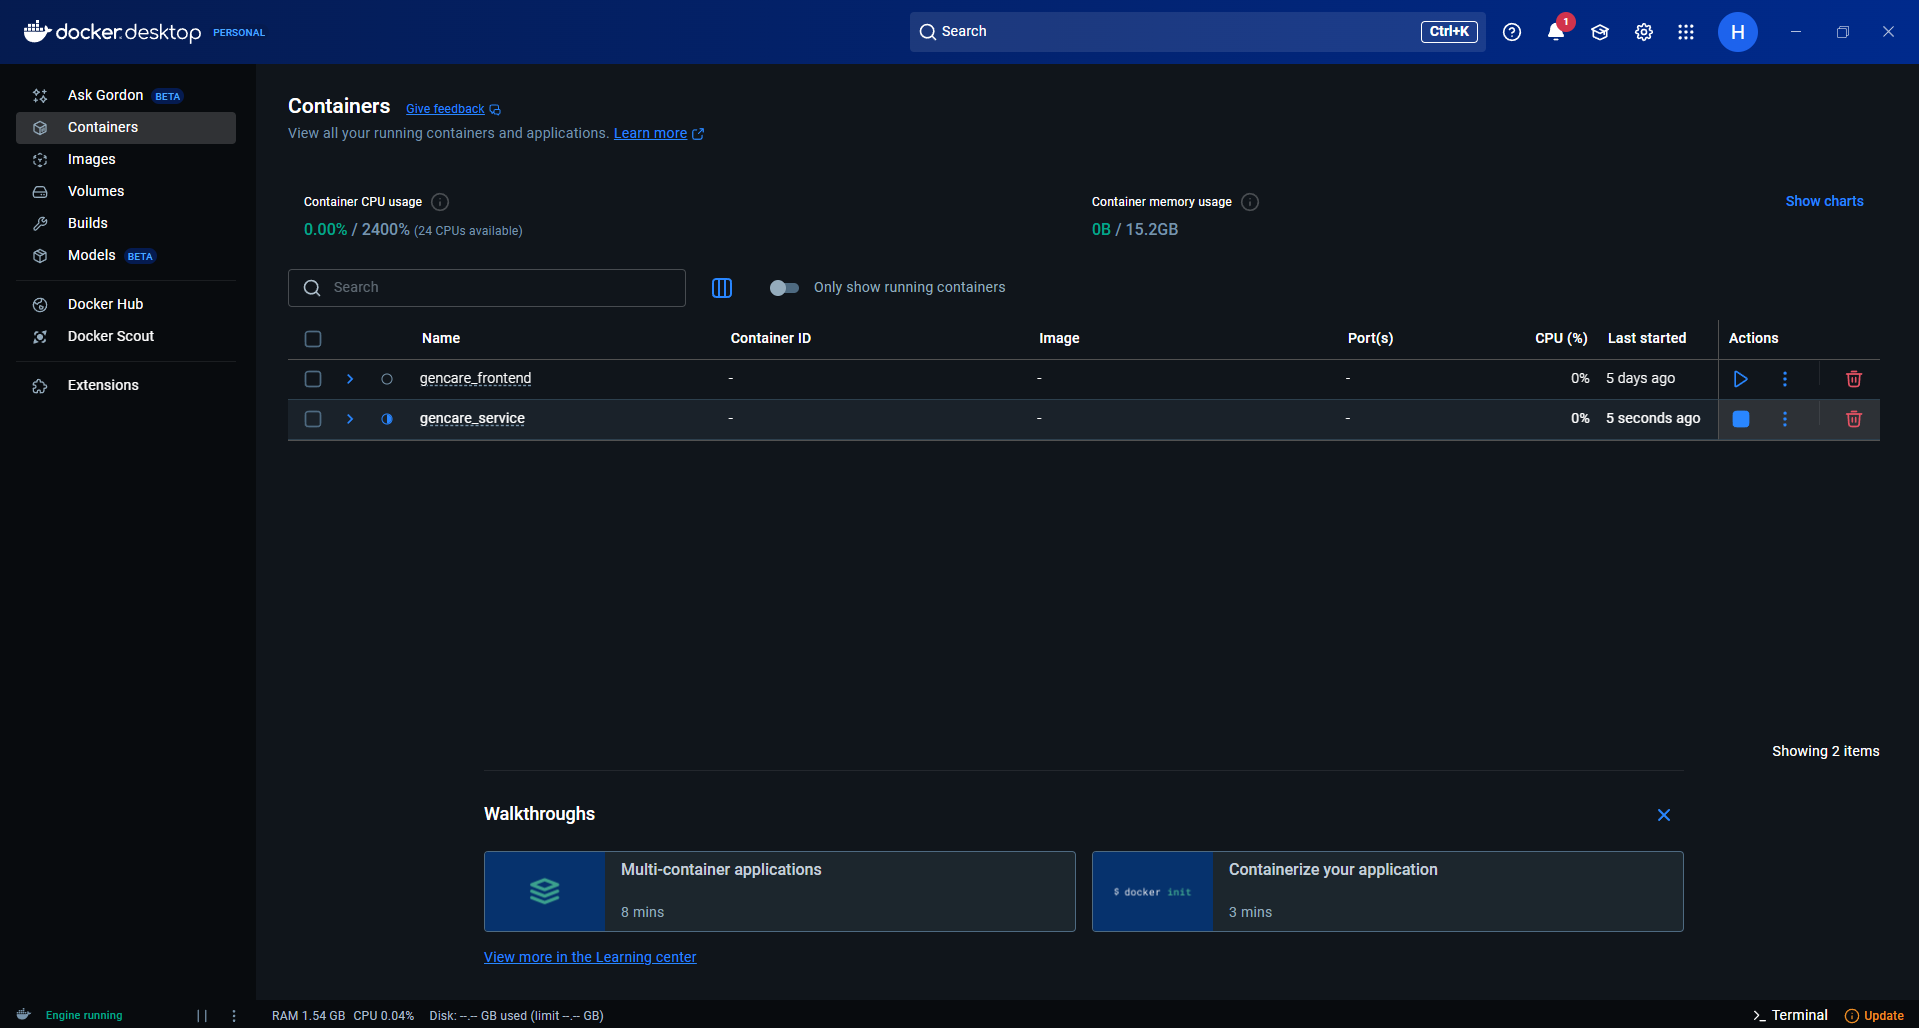 docker.desktop PERSONAL
Search Ctrl+K
1
H
Ask Gordon BETA
Containers
Images
Volumes
Builds
Models BETA
Docker Hub
Docker Scout
Extensions
Containers Give feedback
View all your running containers and applications. Learn more
Container CPU usage
0.00% / 2400% (24 CPUs available)
Container memory usage
0B / 15.2GB
Show charts
Search
Only show running containers
Name Container ID Image Port(s) CPU (%) Last started Actions
gencare_frontend - - - 0% 5 days ago
gencare_service - - - 0% 5 seconds ago
Showing 2 items
Walkthroughs
Multi-container applications
8 mins
$ docker init
Containerize your application
3 mins
View more in the Learning center
Engine running
RAM 1.54 GB CPU 0.04% Disk: --.-- GB used (limit --.-- GB)
Terminal
Update